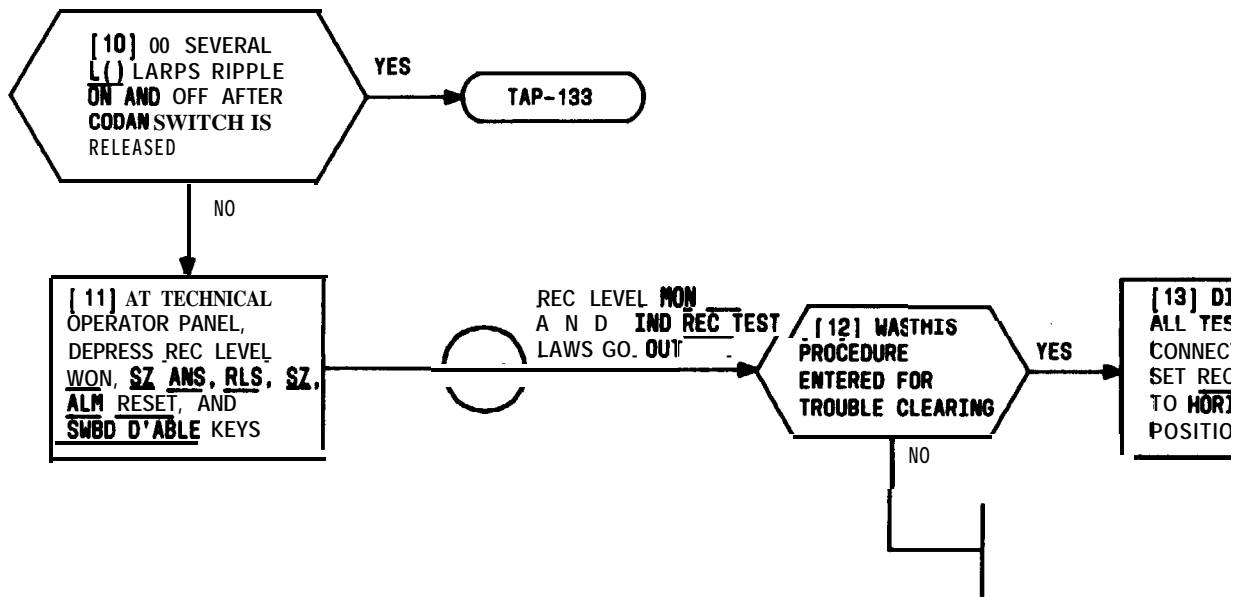 [10] 00 SEVERAL
L() LARPS RIPPLE
ON AND OFF AFTER
CODAN SWITCH IS
RELEASED
YES
TAP-133
NO
[11] AT TECHNICAL
OPERATOR PANEL,
DEPRESS REC LEVEL
WON, SZ ANS, RLS, SZ,
ALM RESET, AND
SWBD D'ABLE KEYS
REC LEVEL MON
AND IND REC TEST
LAWS GO OUT
[12] WAS THIS
PROCEDURE
ENTERED FOR
TROUBLE CLEARING
YES
NO
[13] DI
ALL TES
CONNECT
SET REC
TO HORI
POSITIO